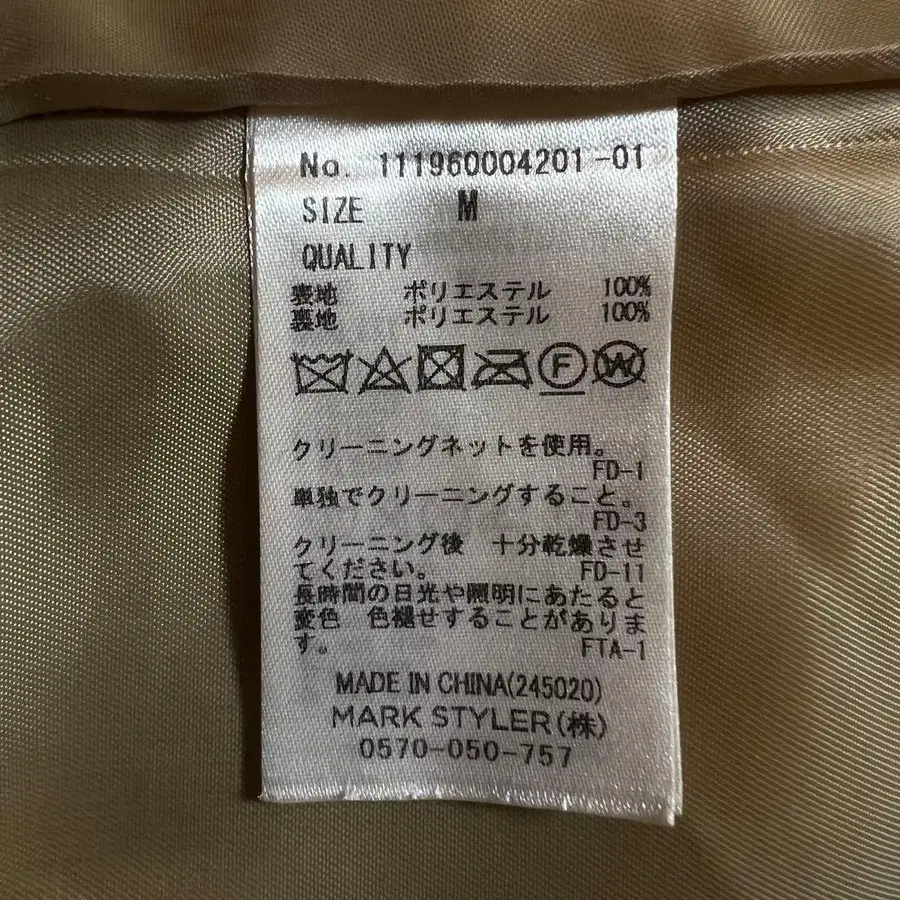 No. 111960004201-01
SIZE M
QUALITY
表地 ポリエステル 100%
裏地 ポリエステル 100%
F W
クリーニングネットを使用。
FD-1
単独でクリーニングすること。
FD-3
クリーニング後 十分乾燥させ
てください。 FD-11
長時間の日光や照明にあたると
変色 色褪せすることがありま
す。 FTA-1
MADE IN CHINA(245020)
MARK STYLER(株)
0570-050-757